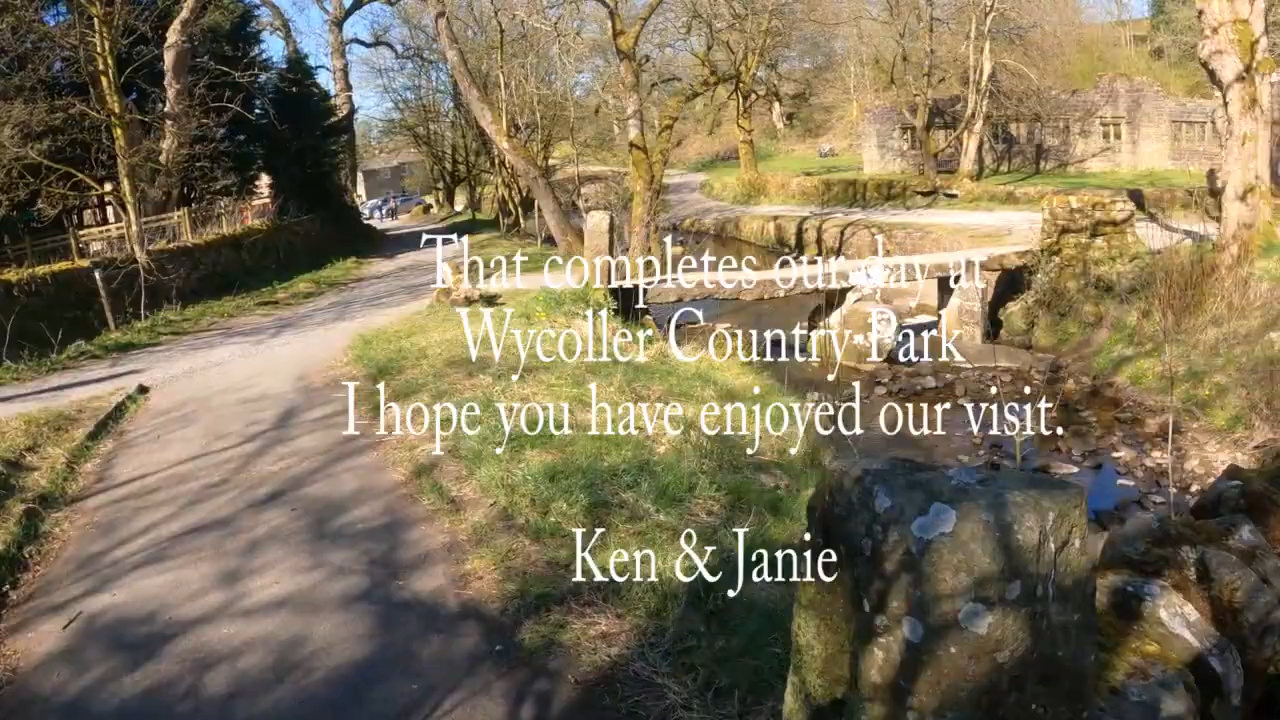 That completes our day at
Wycoller Country Park
I hope you have enjoyed our visit.
Ken & Janie